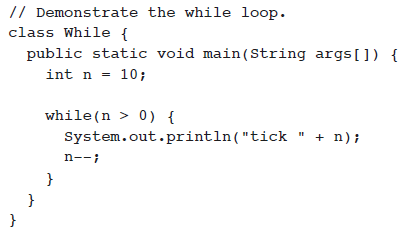 // Demonstrate the while loop.
class While {
  public static void main(String args[]) {
    int n = 10;

    while(n > 0) {
      System.out.println("tick " + n);
      n--;
    }
  }
}